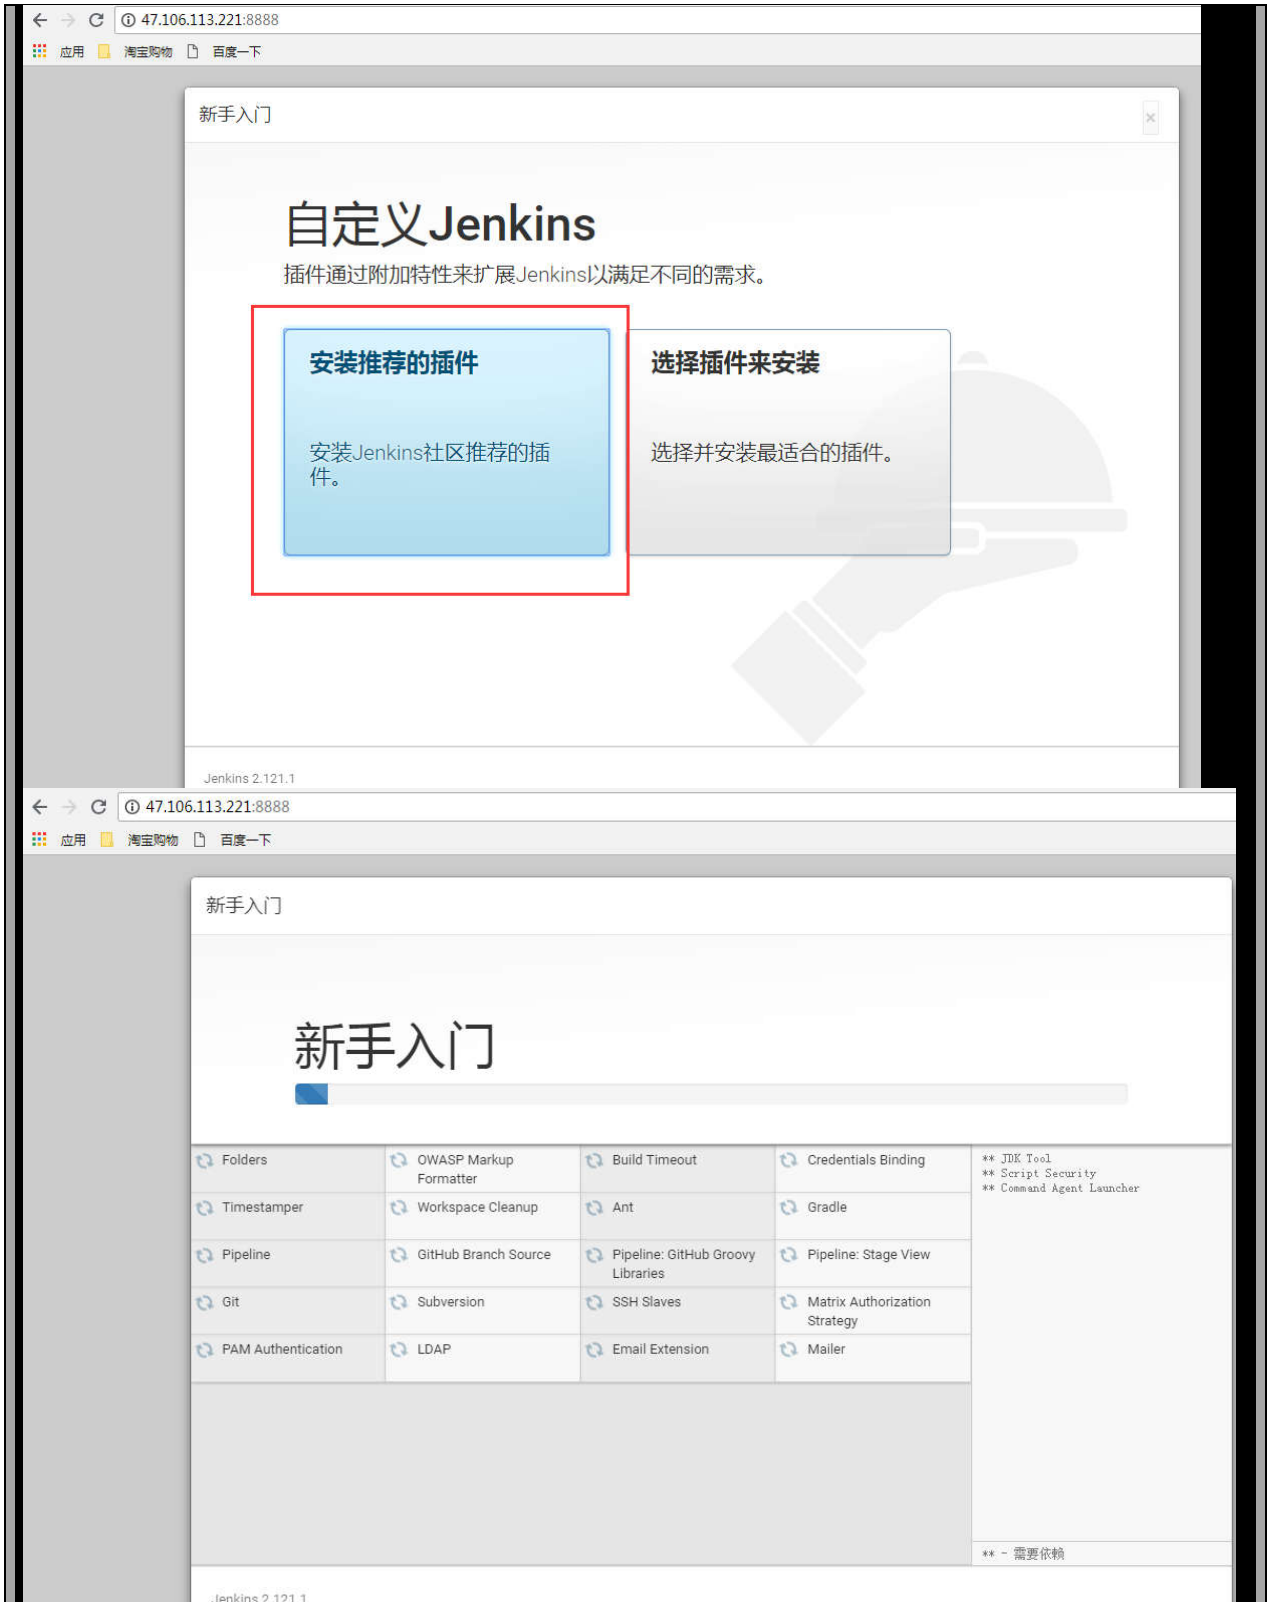 47.106.113.221:8888
应用 淘宝购物 百度一下
新手入门
×
自定义Jenkins
插件通过附加特性来扩展Jenkins以满足不同的需求。
安装推荐的插件
安装Jenkins社区推荐的插
件。
选择插件来安装
选择并安装最适合的插件。
Jenkins 2.121.1
47.106.113.221:8888
应用 淘宝购物 百度一下
新手入门
新手入门
Folders
OWASP Markup
Formatter
Build Timeout
Credentials Binding
Timestamper
Workspace Cleanup
Ant
Gradle
Pipeline
GitHub Branch Source
Pipeline: GitHub Groovy
Libraries
Pipeline: Stage View
Git
Subversion
SSH Slaves
Matrix Authorization
Strategy
PAM Authentication
LDAP
Email Extension
Mailer
** JDK Tool
** Script Security
** Command Agent Launcher
** - 需要依赖
Jenkins 2.121.1